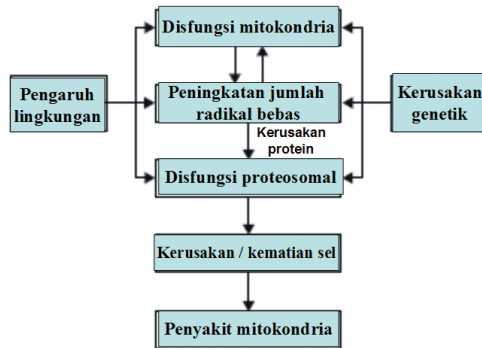 Disfungsi mitokondria
Pengaruh
lingkungan
Peningkatan jumlah
radikal bebas
Kerusakan
genetik
Kerusakan
protein
Disfungsi proteosomal
Kerusakan / kematian sel
Penyakit mitokondria